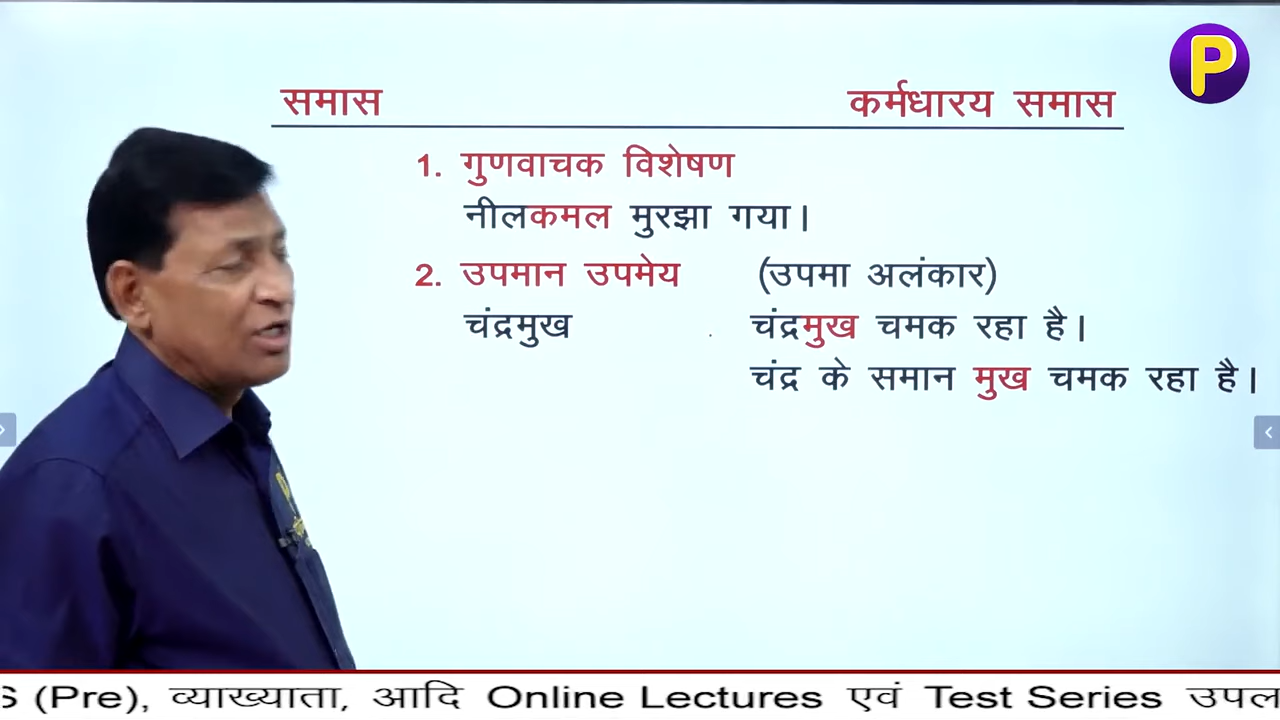 P
समास कर्मधारय समास
1. गुणवाचक विशेषण
नीलकमल मुरझा गया।
2. उपमान उपमेय (उपमा अलंकार)
चंद्रमुख चंद्रमुख चमक रहा है।
चंद्र के समान मुख चमक रहा है।
(Pre), व्याख्याता, आदि Online Lectures एवं Test Series